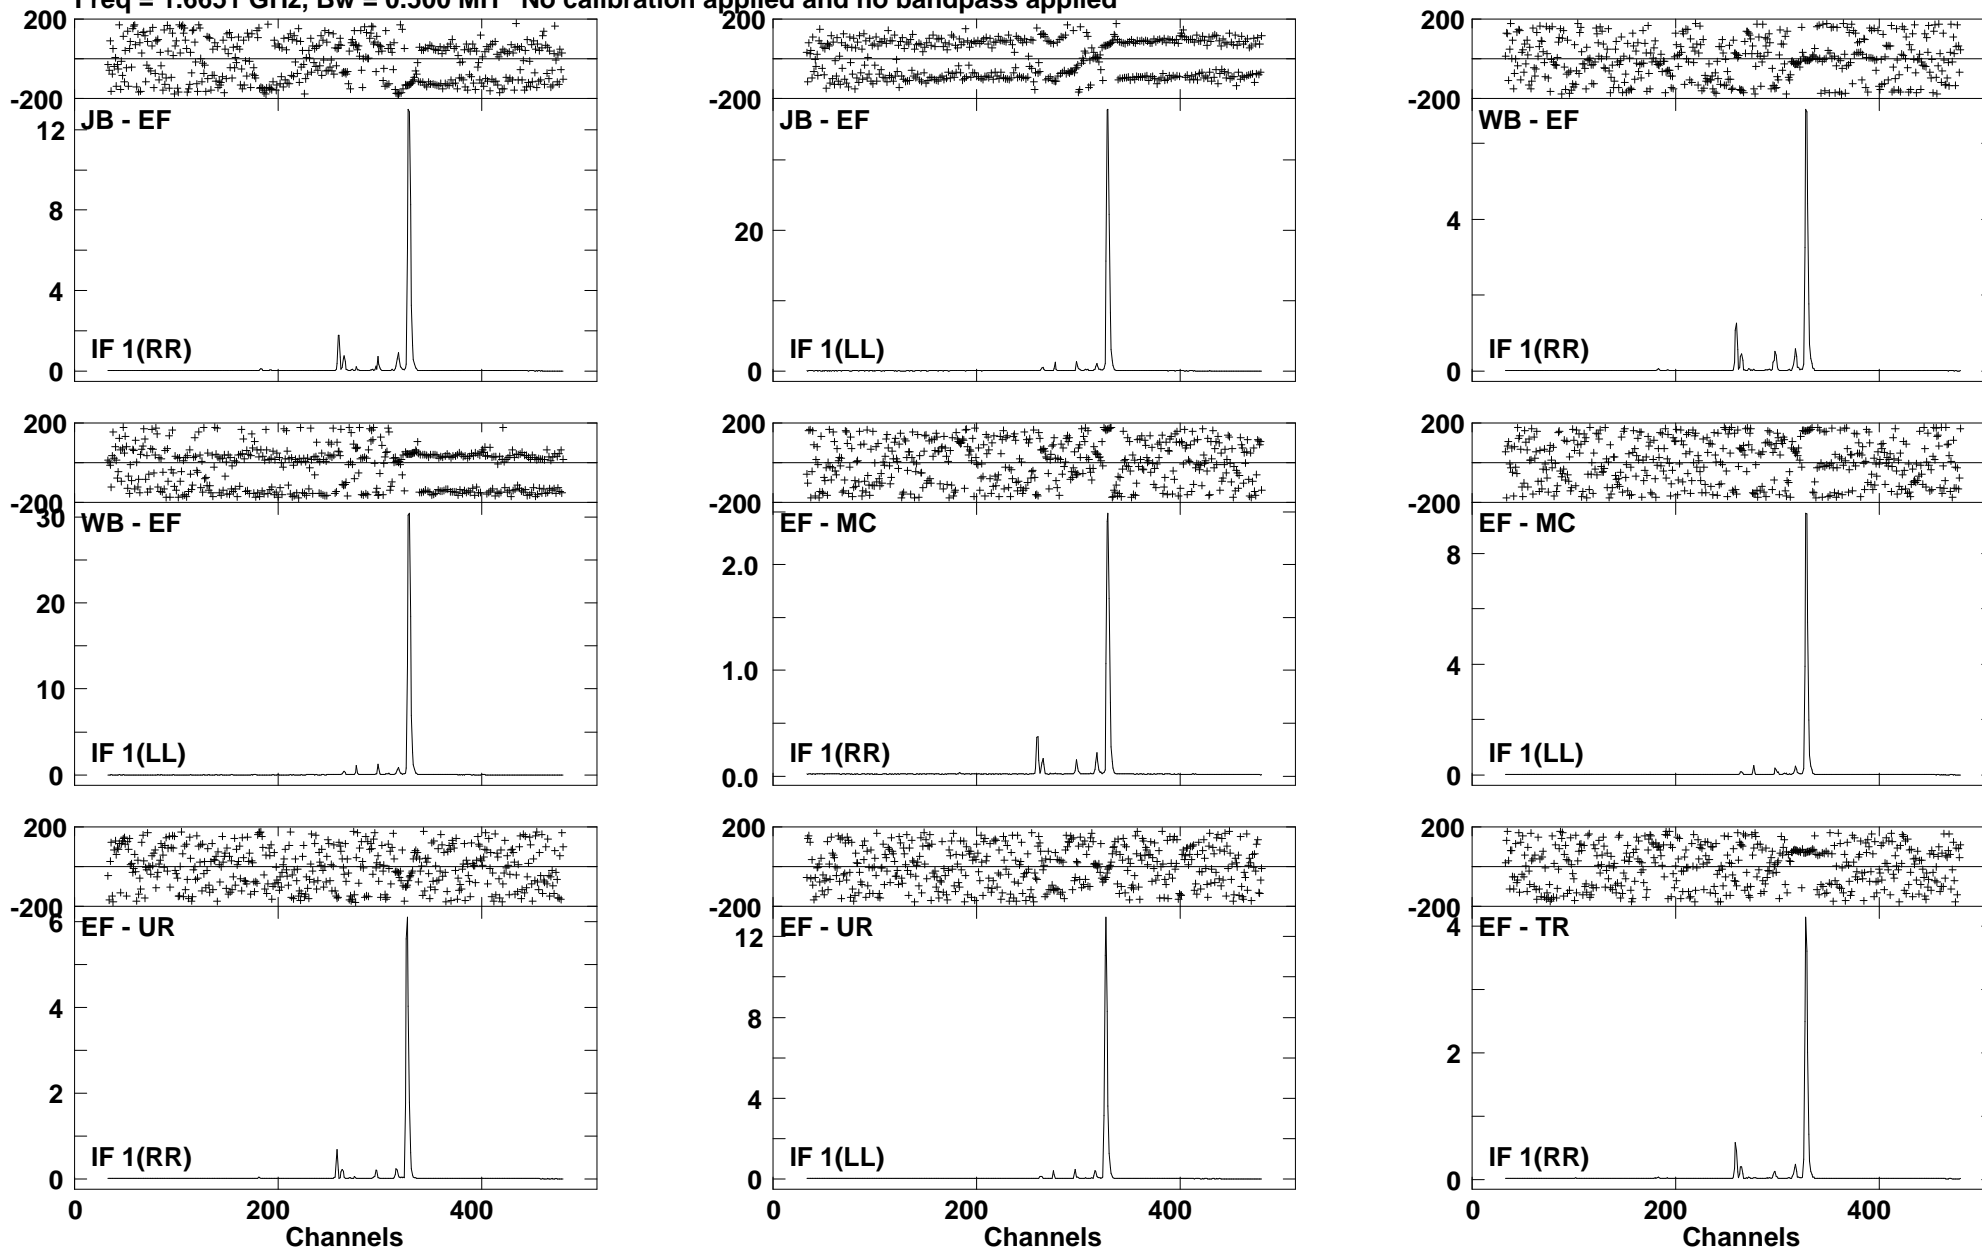 Freq = 1.6651 GHz, Bw = 0.500 MH No calibration applied and no bandpass applied
200
200
200
-200
-200
-200
JB - EF
JB - EF
WB - EF
12
8
20
4
4
IF 1(RR)
IF 1(LL)
IF 1(RR)
0
0
0
200
200
200
-200
-200
-200
30
WB - EF
EF - MC
EF - MC
2.0
8
20
1.0
4
10
IF 1(LL)
IF 1(RR)
IF 1(LL)
0
0.0
0
200
200
200
-200
-200
-200
6
EF - UR
EF - UR
EF - TR
12
4
4
8
2
2
4
IF 1(RR)
IF 1(LL)
IF 1(RR)
0
0
0
0 200 400
0 200 400
0 200 400
Channels
Channels
Channels